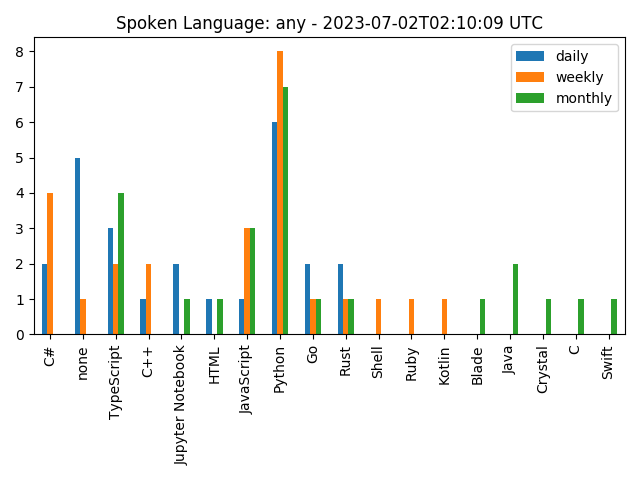 Spoken Language: any - 2023-07-02T02:10:09 UTC
daily
weekly
monthly
8
7
6
5
4
3
2
1
0
C#
none
TypeScript
C++
Jupyter Notebook
HTML
JavaScript
Python
Go
Rust
Shell
Ruby
Kotlin
Blade
Java
Crystal
C
Swift